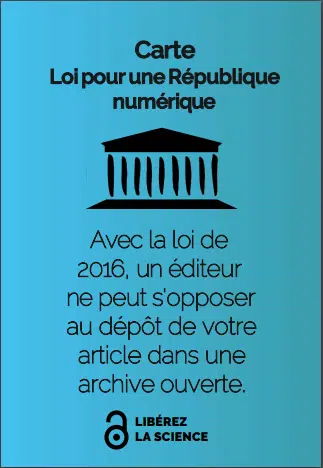 Carte
Loi pour une République
numérique
Avec la loi de
2016, un éditeur
ne peut s'opposer
au dépôt de votre
article dans une
archive ouverte.
LIBÉREZ
LA SCIENCE